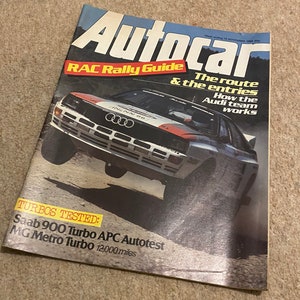 Autocar
RAC Rally Guide
The route
& the entries
How the
Audi team
works
TURBOS TESTED:
Saab 900 Turbo APC Autotest
MG Metro Turbo 12,000 miles